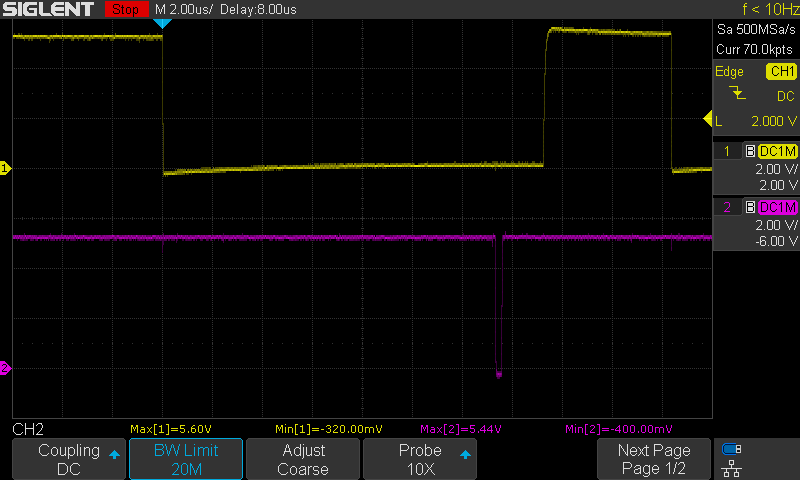 SIGLENT Stop M 2.00us/ Delay:8.00us f < 10Hz
Sa 500MSa/s
Curr 70.0kpts
Edge CH1
DC
L 2.000 V
1 B DC1M
2.00 V/
2.00 V
2 B DC1M
2.00 V/
-6.00 V
1
2
CH2 Max[1]=5.60V Min[1]=-320.00mV Max[2]=5.44V Min[2]=-400.00mV
Coupling BW Limit Adjust Probe Next Page
DC 20M Coarse 10X Page 1/2